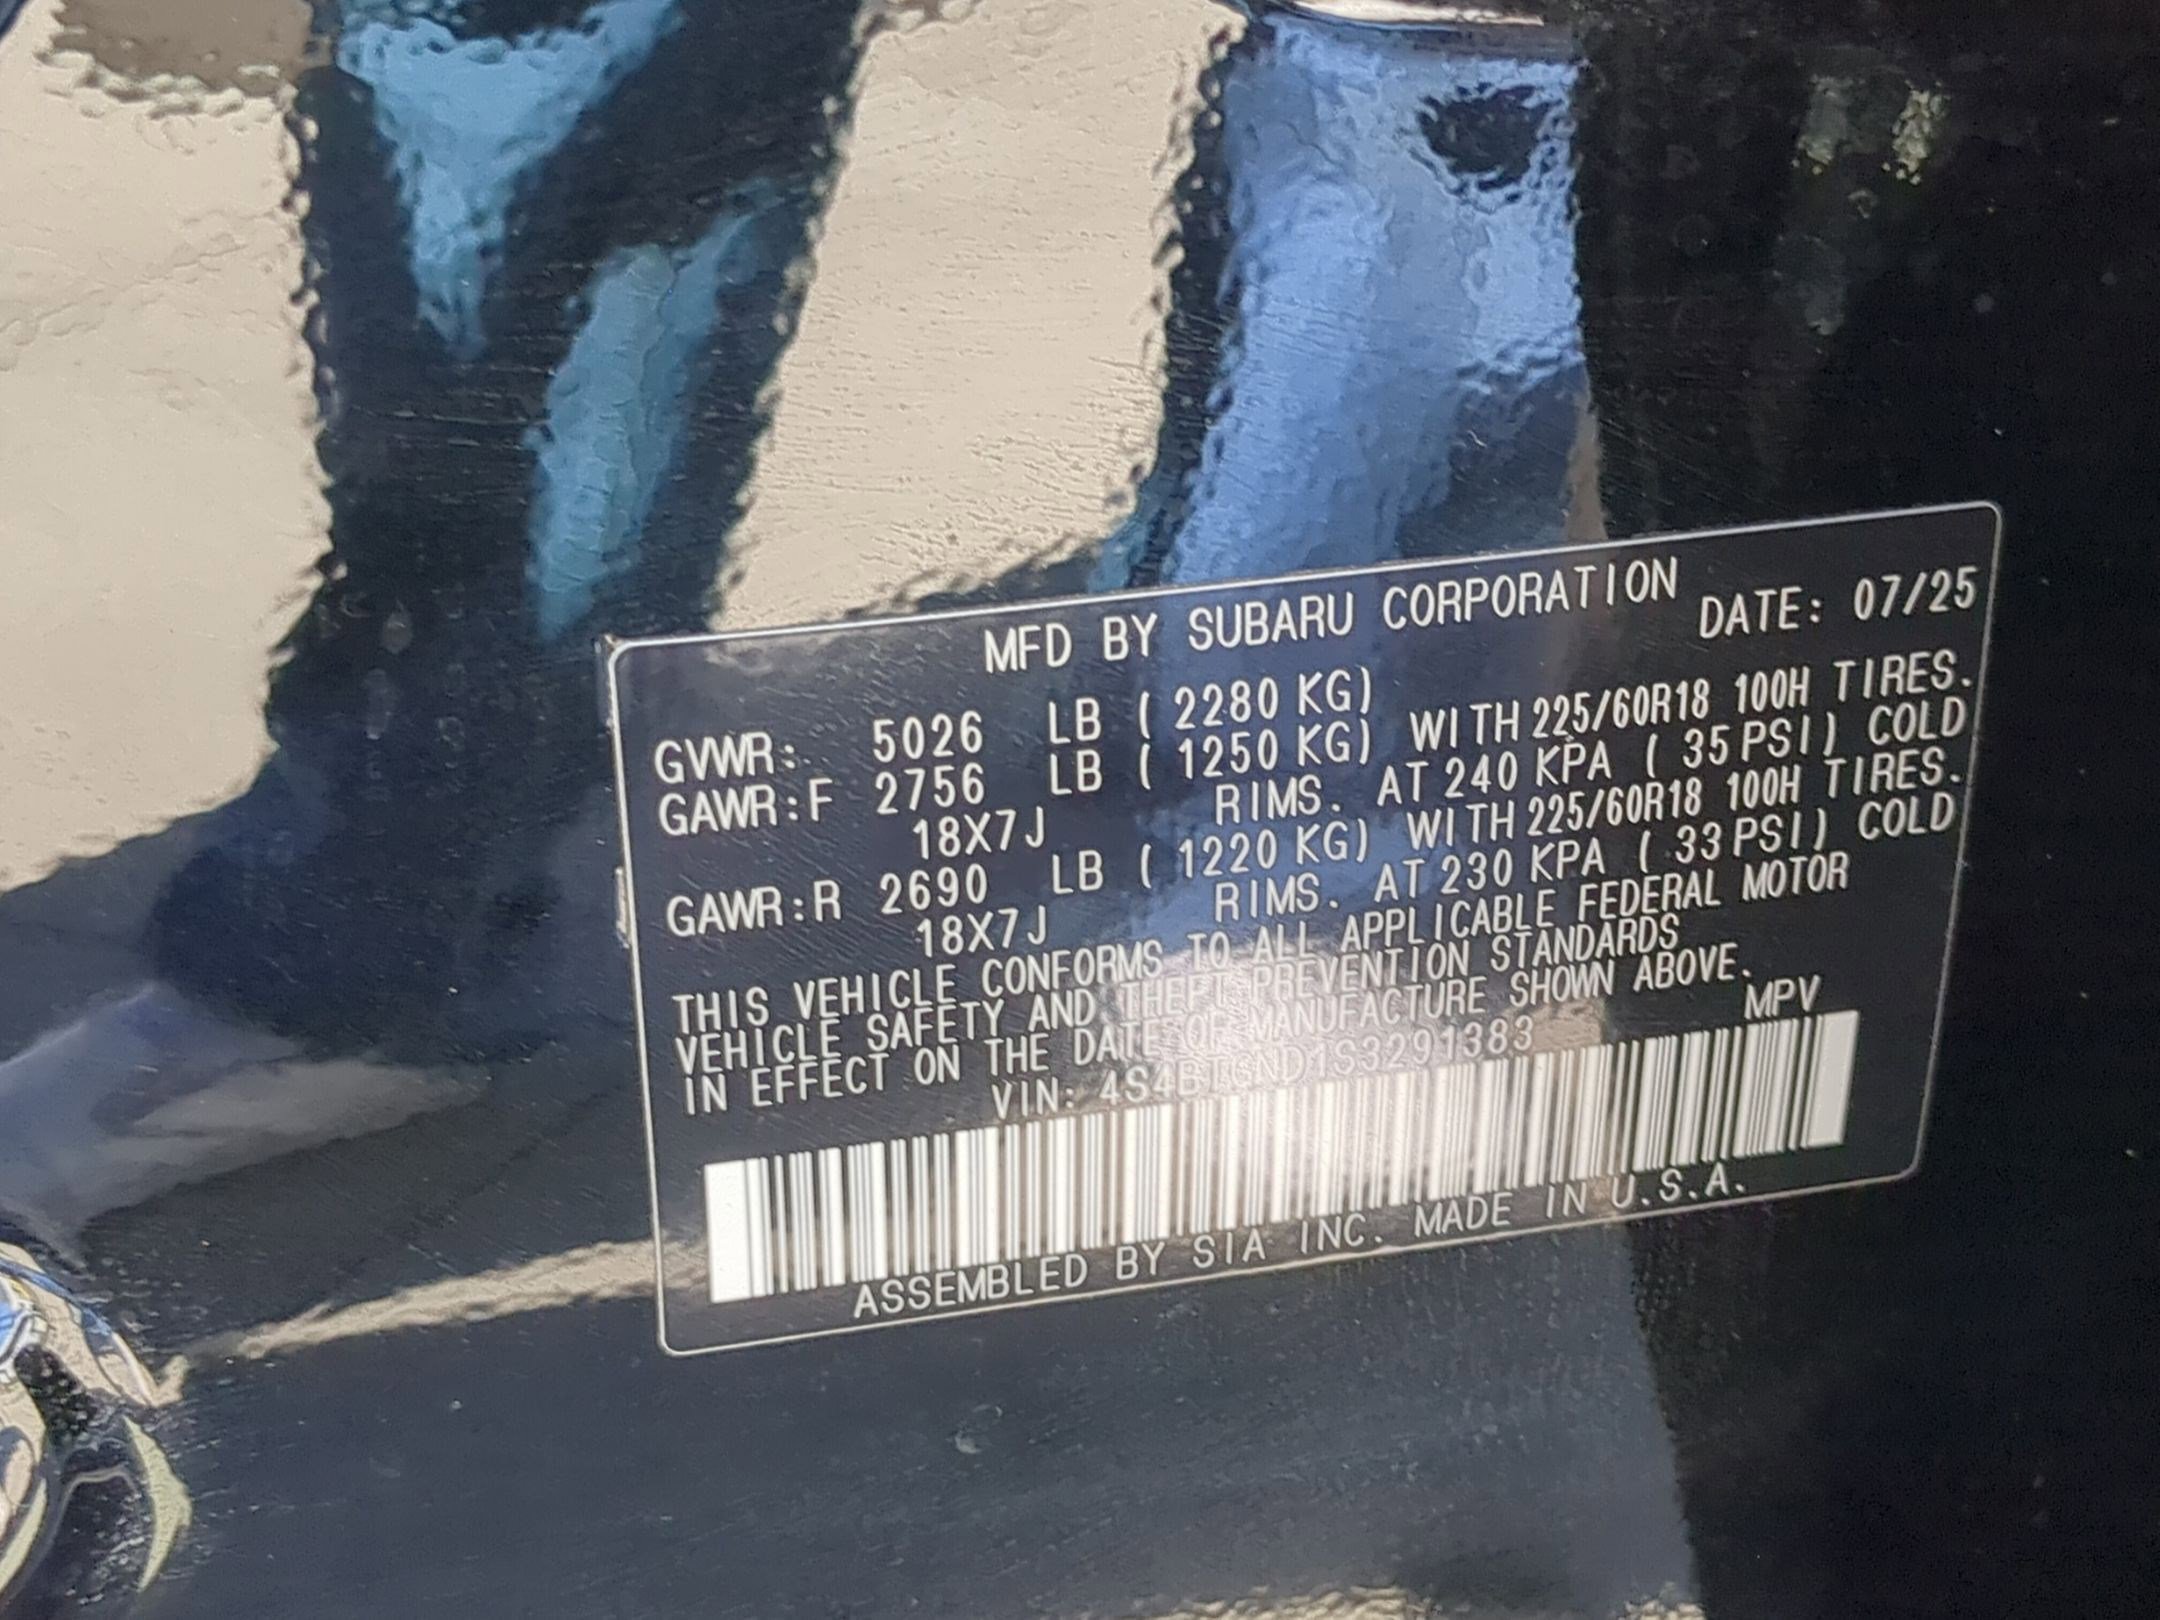 MFD BY SUBARU CORPORATION DATE: 07/25
GVWR: 5026 LB ( 2280 KG)
GAWR:F 2756 LB ( 1250 KG) WITH 225/60R18 100H TIRES.
18X7J RIMS. AT 240 KPA ( 35 PSI) COLD
GAWR:R 2690 LB ( 1220 KG) WITH 225/60R18 100H TIRES.
18X7J RIMS. AT 230 KPA ( 33 PSI) COLD
THIS VEHICLE CONFORMS TO ALL APPLICABLE FEDERAL MOTOR
VEHICLE SAFETY AND THEFT PREVENTION STANDARDS
IN EFFECT ON THE DATE OF MANUFACTURE SHOWN ABOVE.
VIN: 4S4BTGND1S3291383 MPV
ASSEMBLED BY SIA INC. MADE IN U.S.A.